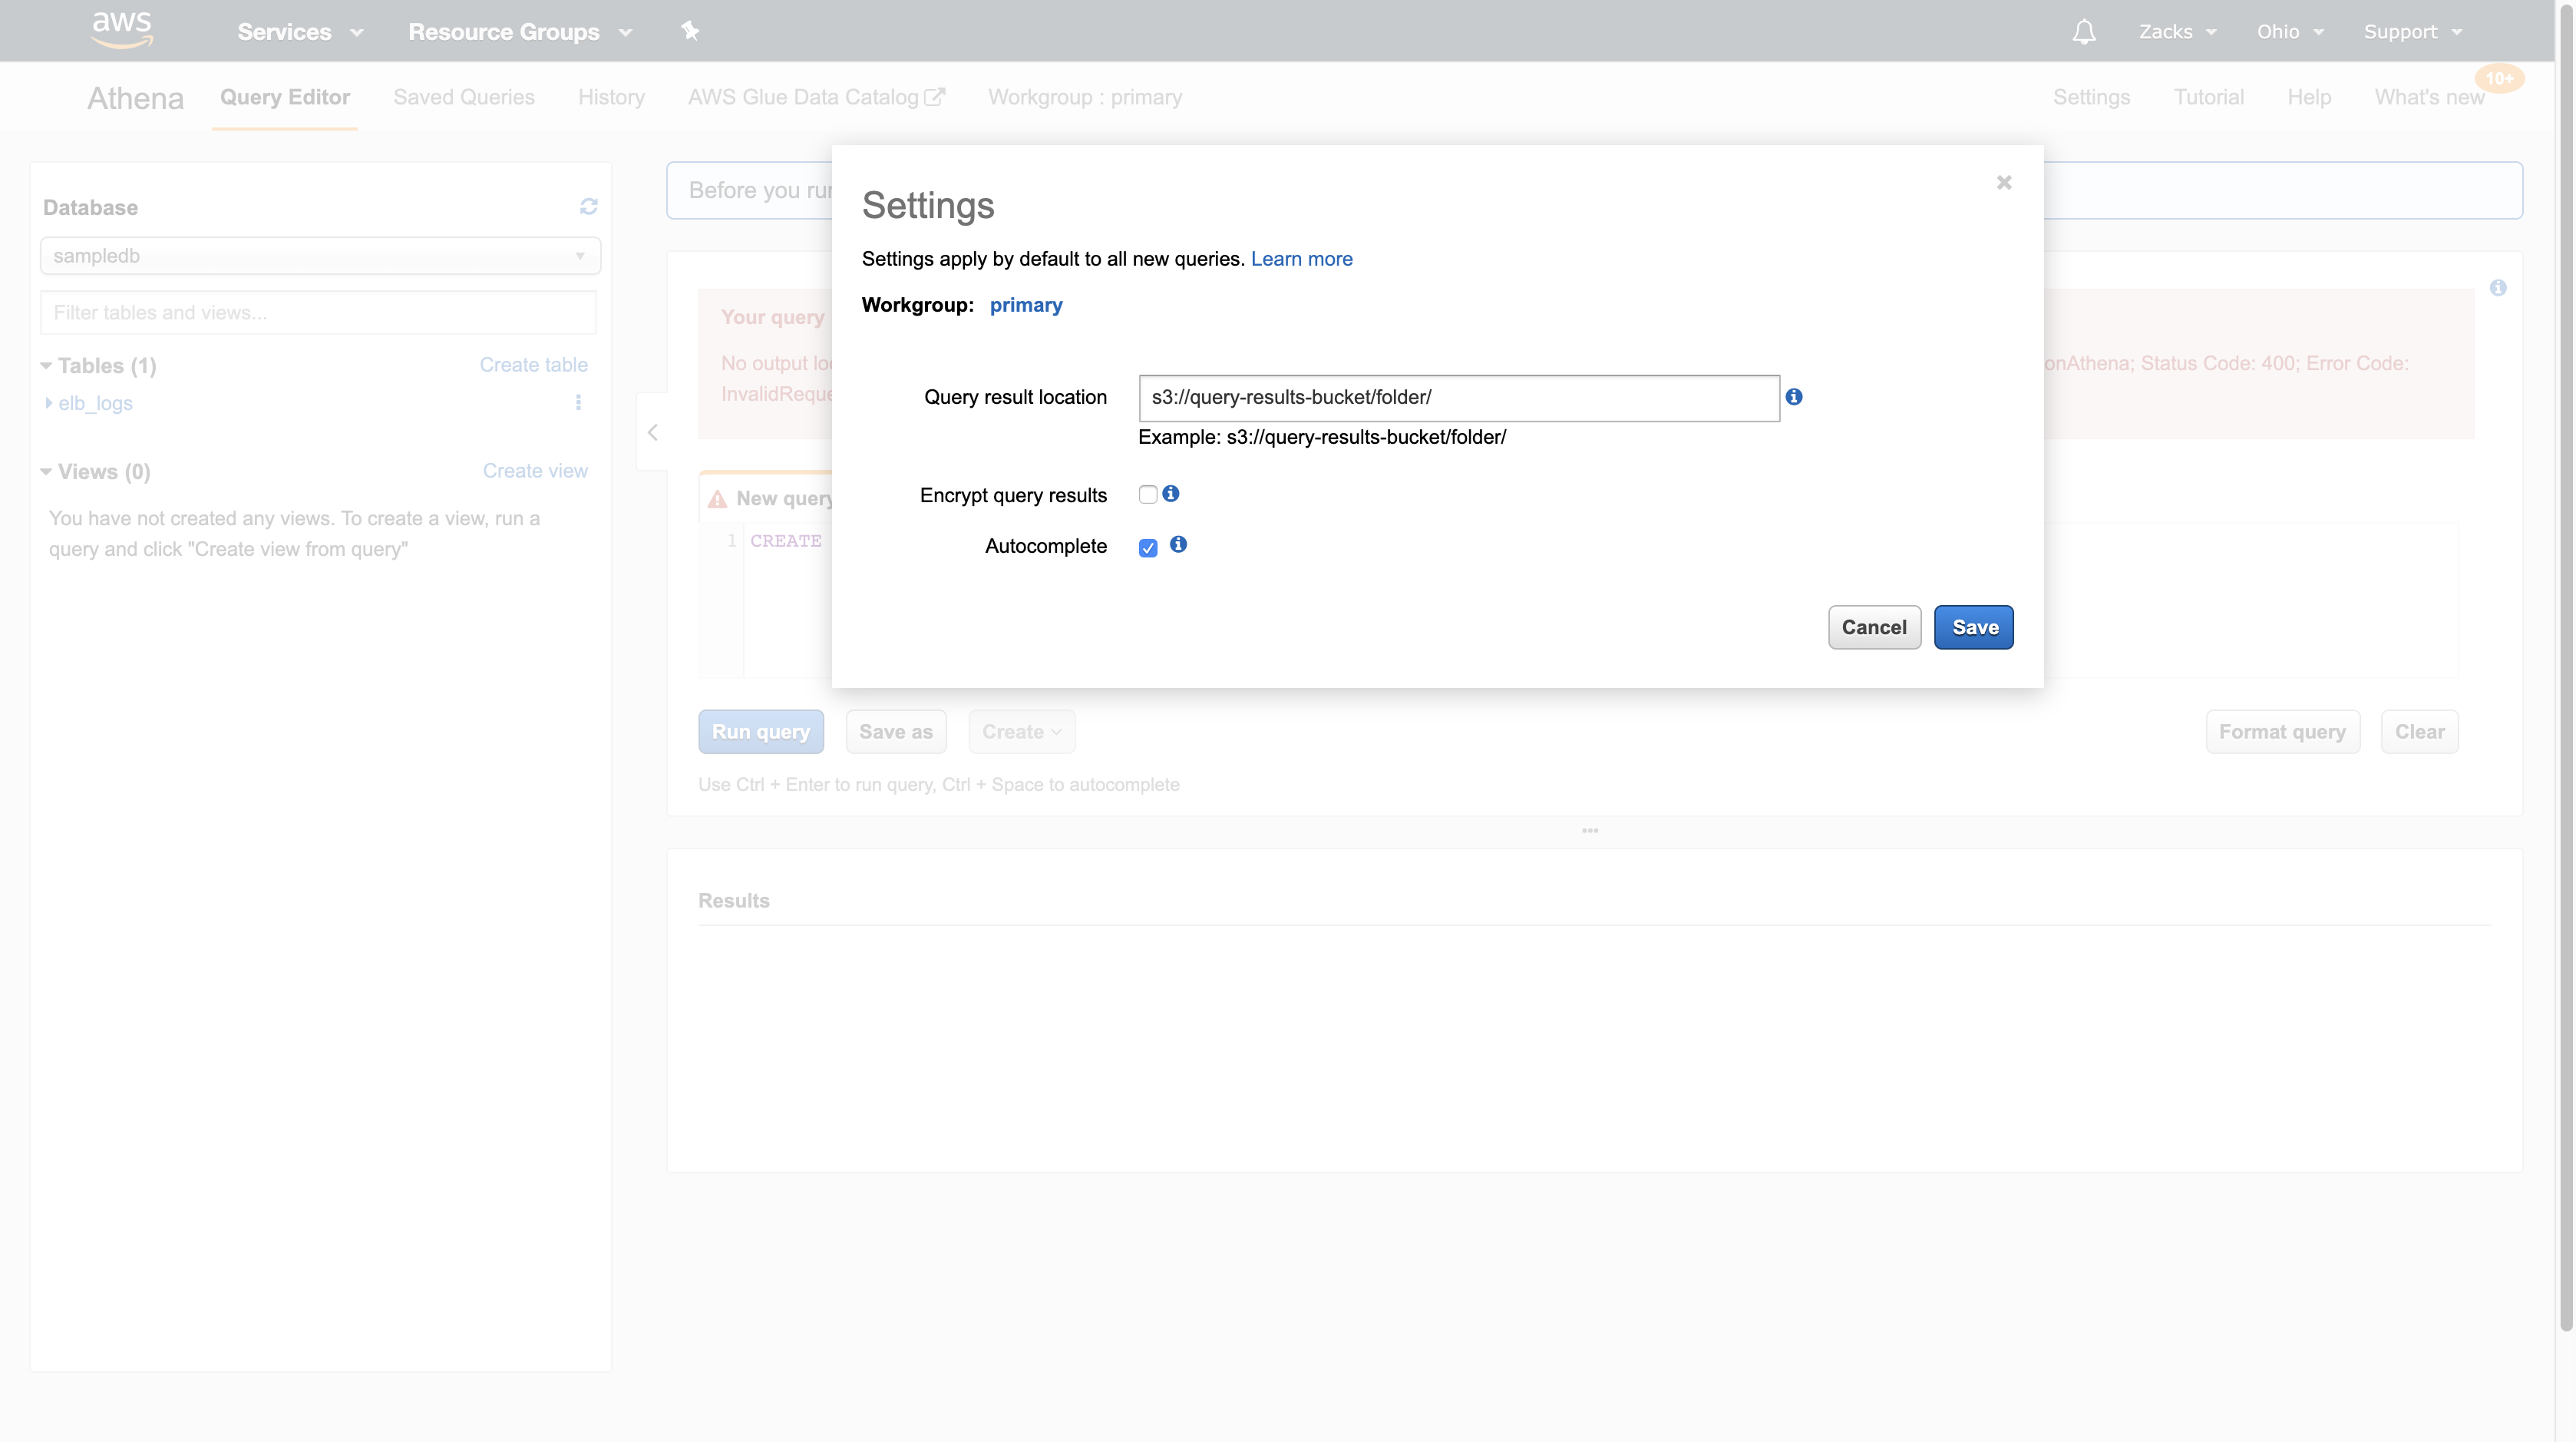 aws
Services
Resource Groups
Zacks
Ohio
Support
Athena
Query Editor
Saved Queries
History
AWS Glue Data Catalog
Workgroup : primary
Settings
Tutorial
Help
What's new
10+
Database
sampledb
Filter tables and views...
Tables (1)
Create table
elb_logs
Views (0)
Create view
You have not created any views. To create a view, run a
query and click "Create view from query"
Before you run
Your query
No output
onAthena; Status Code: 400; Error Code:
New query
1 CREATE
Settings
Settings apply by default to all new queries. Learn more
Workgroup: primary
Query result location
s3://query-results-bucket/folder/
Example: s3://query-results-bucket/folder/
Encrypt query results
Autocomplete
Cancel
Save
Run query
Save as
Create
Format query
Clear
Use Ctrl + Enter to run query, Ctrl + Space to autocomplete
Results